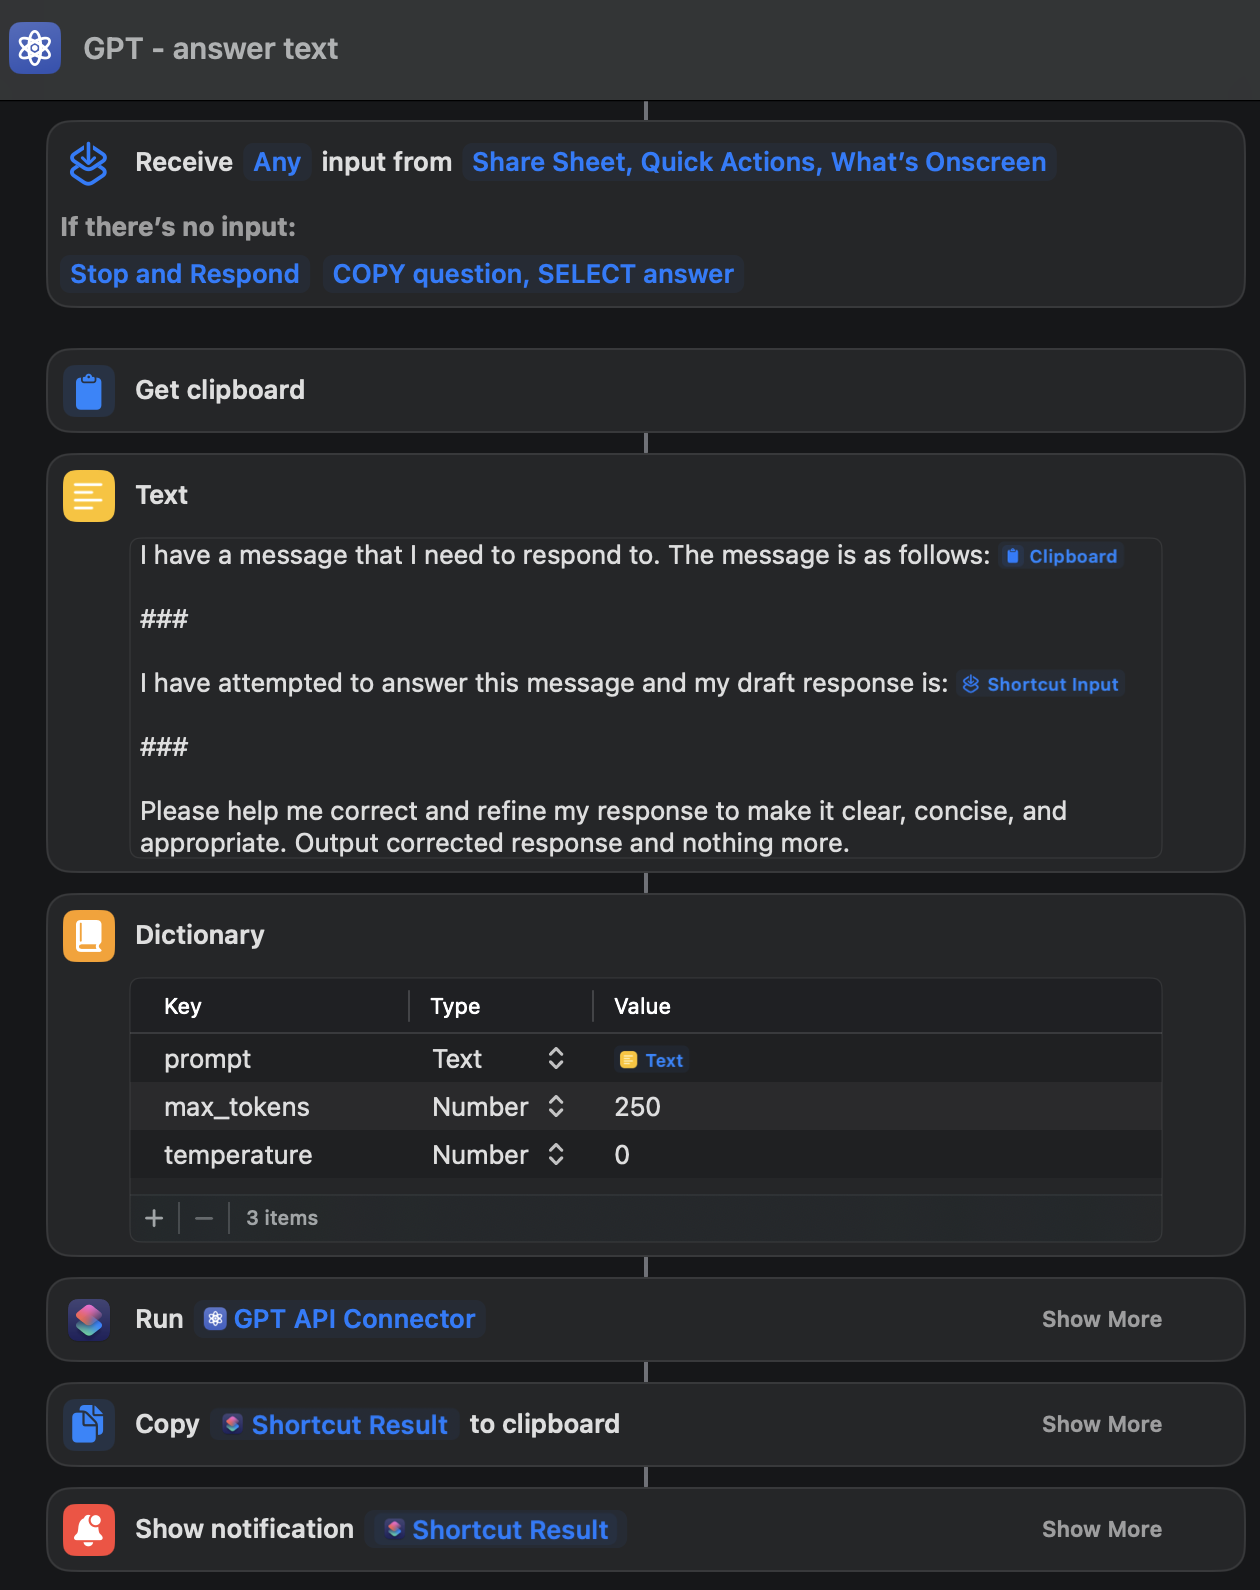 GPT - answer text
Receive Any input from Share Sheet, Quick Actions, What’s Onscreen
If there’s no input:
Stop and Respond COPY question, SELECT answer
Get clipboard
Text
I have a message that I need to respond to. The message is as follows: Clipboard
###
I have attempted to answer this message and my draft response is: Shortcut Input
###
Please help me correct and refine my response to make it clear, concise, and
appropriate. Output corrected response and nothing more.
Dictionary
Key Type Value
prompt Text Text
max_tokens Number 250
temperature Number 0
+ − 3 items
Run GPT API Connector Show More
Copy Shortcut Result to clipboard Show More
Show notification Shortcut Result Show More